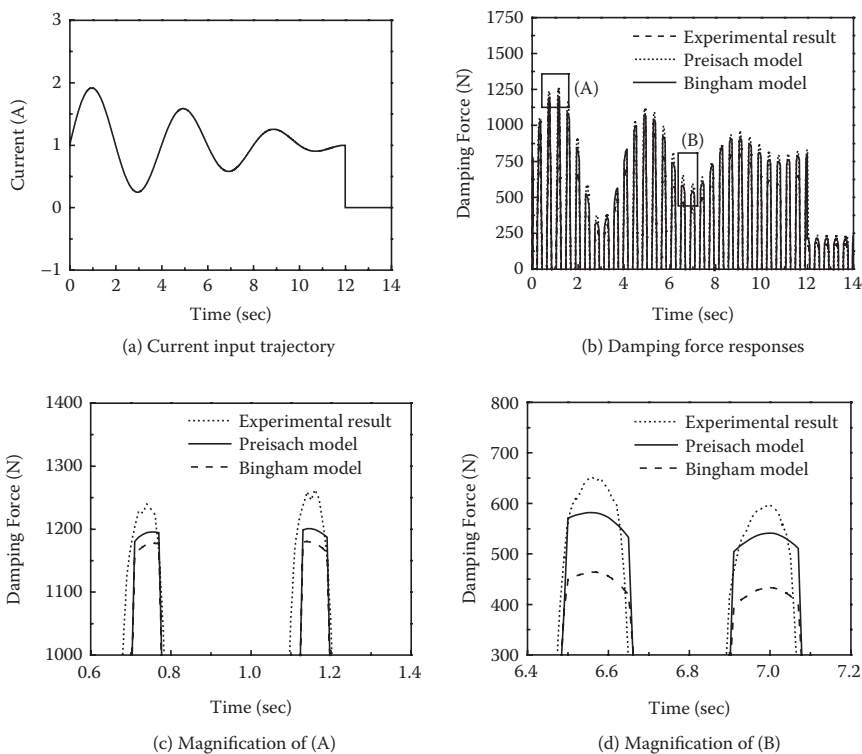 3
2
1
0
−1
Current (A)
0 2 4 6 8 10 12 14
Time (sec)
(a) Current input trajectory
1750
1500
1250
1000
750
500
250
0
Damping Force (N)
Experimental result
Preisach model
Bingham model
(A)
(B)
0 2 4 6 8 10 12 14
Time (sec)
(b) Damping force responses
1400
1300
1200
1100
1000
Damping Force (N)
Experimental result
Preisach model
Bingham model
0.6 0.8 1.0 1.2 1.4
Time (sec)
(c) Magnification of (A)
800
700
600
500
400
300
Damping Force (N)
Experimental result
Preisach model
Bingham model
6.4 6.6 6.8 7.0 7.2
Time (sec)
(d) Magnification of (B)